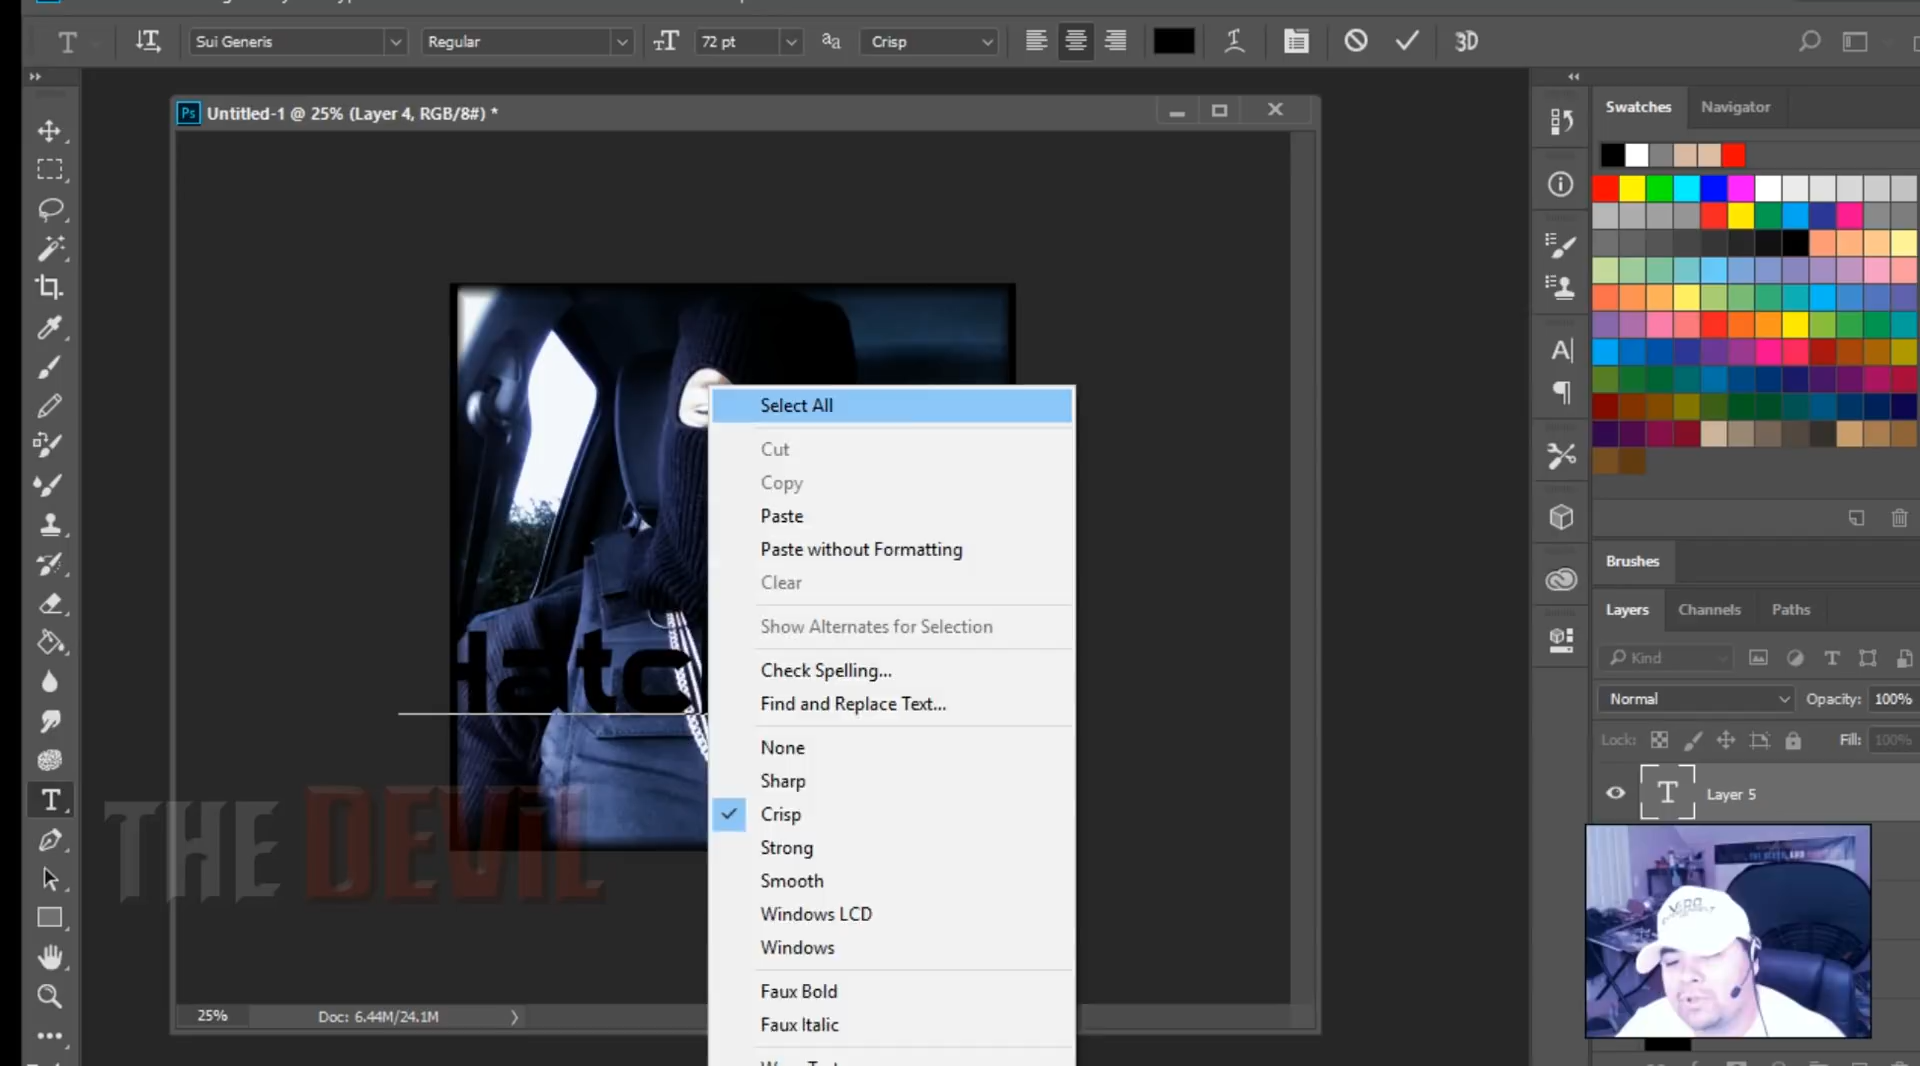 Sui Generis
Regular
72 pt
Crisp
3D
Untitled-1 @ 25% (Layer 4, RGB/8#) *
Swatches
Navigator
Select All
Cut
Copy
Paste
Paste without Formatting
Clear
Show Alternates for Selection
Check Spelling...
Find and Replace Text...
None
Sharp
Crisp
Strong
Smooth
Windows LCD
Windows
Faux Bold
Faux Italic
Hatc
THE DEViL
25%
Doc: 6.44M/24.1M
Brushes
Layers
Channels
Paths
Kind
Normal
Opacity: 100%
Lock:
Fill: 100%
Layer 5